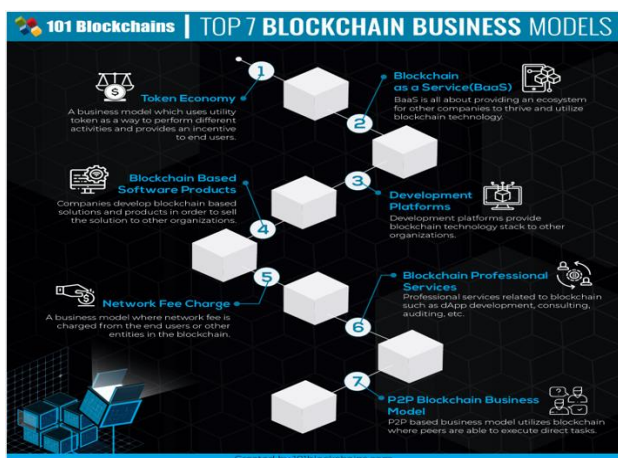 101 Blockchains | TOP 7 BLOCKCHAIN BUSINESS MODELS
1
Token Economy
A business model which uses utility
token as a way to perform different
activities and provides an incentive
to end users.
2
Blockchain
as a Service(BaaS)
BaaS is all about providing an ecosystem
for other companies to thrive and utilize
blockchain technology.
3
Development
Platforms
Development platforms provide
blockchain technology stack to other
organizations.
4
Blockchain Based
Software Products
Companies develop blockchain based
solutions and products in order to sell
the solution to other organizations.
5
Network Fee Charge
A business model where network fee is
charged from the end users or other
entities in the blockchain.
6
Blockchain Professional
Services
Professional services related to blockchain
such as dApp development, consulting,
auditing, etc.
7
P2P Blockchain Business
Model
P2P based business model utilizes blockchain
where peers are able to execute direct tasks.